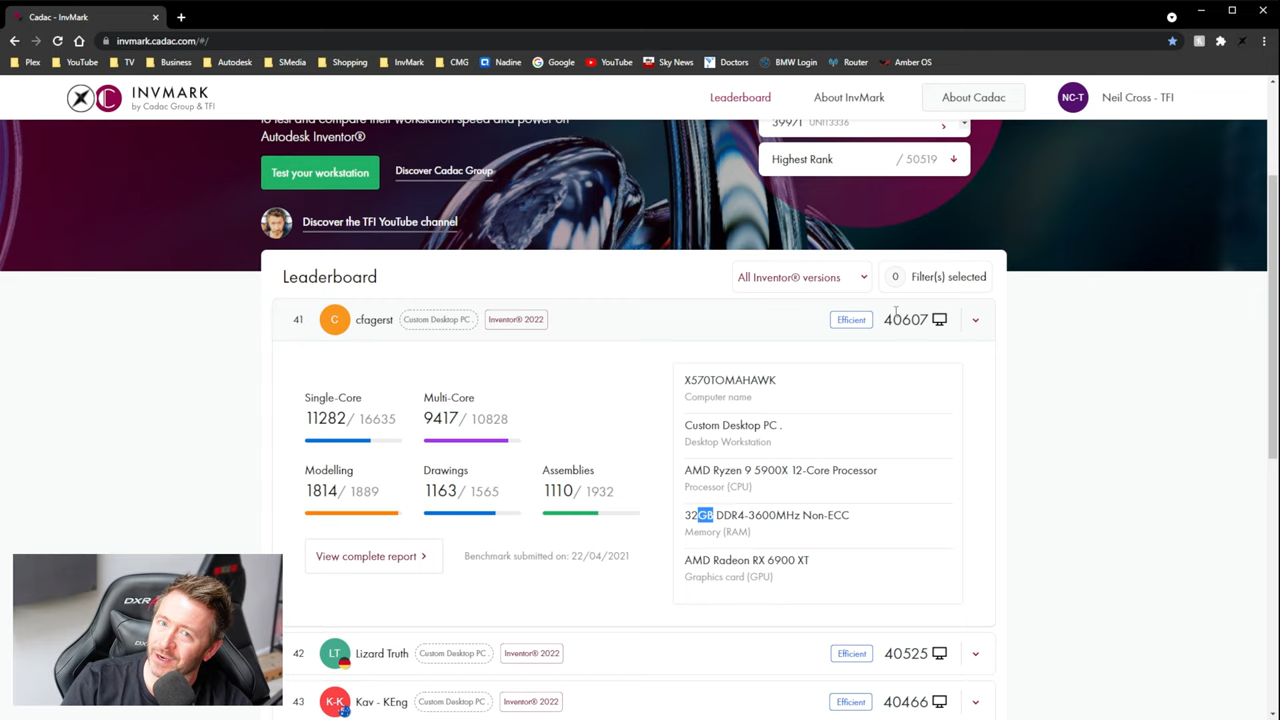 Cadac - InvMark
invmark.cadac.com/#/
Plex YouTube TV Business Autodesk SMedia Shopping InvMark CMG Nadine Google YouTube Sky News Doctors BMW Login Router Amber OS
INVMARK
by Cadac Group & TFI
Leaderboard About InvMark About Cadac NC-T Neil Cross - TFI
to test and compare their workstation speed and power on
Autodesk Inventor®
39971 UNIT3336
Highest Rank / 50519
Test your workstation Discover Cadac Group
Discover the TFI YouTube channel
Leaderboard All Inventor® versions 0 Filter(s) selected
41 C cfagerst Custom Desktop PC . Inventor® 2022 Efficient 40607
Single-Core Multi-Core
11282 / 16635 9417 / 10828
Modelling Drawings Assemblies
1814 / 1889 1163 / 1565 1110 / 1932
View complete report Benchmark submitted on: 22/04/2021
X570TOMAHAWK
Computer name
Custom Desktop PC .
Desktop Workstation
AMD Ryzen 9 5900X 12-Core Processor
Processor (CPU)
32GB DDR4-3600MHz Non-ECC
Memory (RAM)
AMD Radeon RX 6900 XT
Graphics card (GPU)
DXR
42 LT Lizard Truth Custom Desktop PC . Inventor® 2022 Efficient 40525
43 K-K Kav - KEng Custom Desktop PC . Inventor® 2022 Efficient 40466